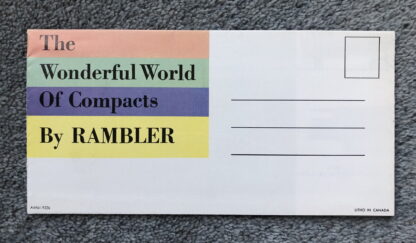 The
Wonderful World
Of Compacts
By RAMBLER
LITHO IN CANADA